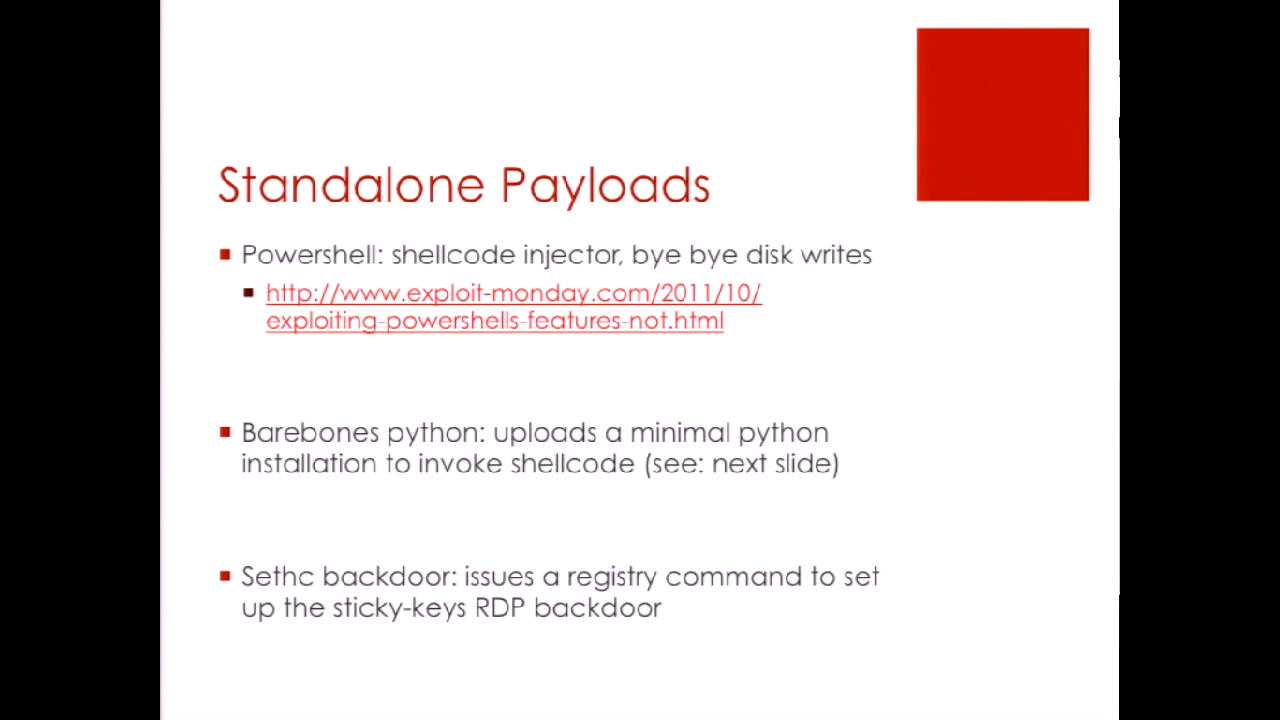 Standalone Payloads
Powershell: shellcode injector, bye bye disk writes
http://www.exploit-monday.com/2011/10/
exploiting-powershells-features-not.html
Barebones python: uploads a minimal python
installation to invoke shellcode (see: next slide)
Sethc backdoor: issues a registry command to set
up the sticky-keys RDP backdoor